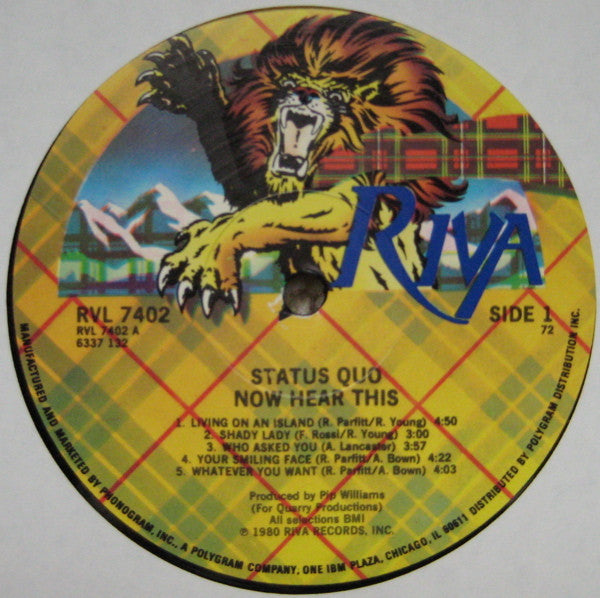 RIVA
RVL 7402
RVL 7402 A
6337 132
SIDE 1
72
STATUS QUO
NOW HEAR THIS
1. LIVING ON AN ISLAND (R. Parfitt/R. Young) 4:50
2. SHADY LADY (F. Rossi/R. Young) 3:00
3. WHO ASKED YOU (A. Lancaster) 3:57
4. YOUR SMILING FACE (R. Parfitt/A. Bown) 4:22
5. WHATEVER YOU WANT (R. Parfitt/A. Bown) 4:03
Produced by Pip Williams
(For Quarry Productions)
All selections BMI
℗ 1980 RIVA RECORDS, INC.
MANUFACTURED AND MARKETED BY PHONOGRAM, INC., A POLYGRAM COMPANY, ONE IBM PLAZA, CHICAGO, IL 60611 DISTRIBUTED BY POLYGRAM DISTRIBUTION INC.